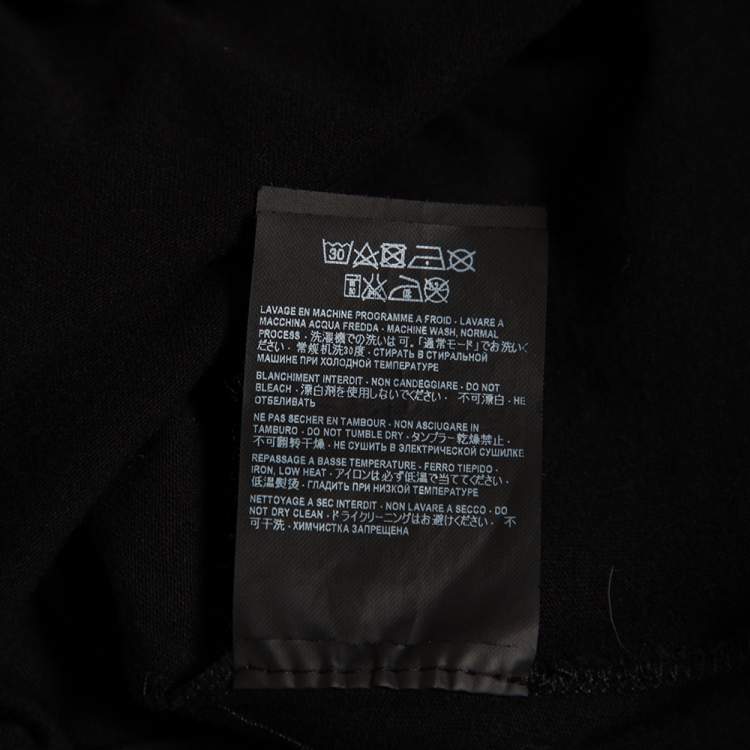 30
LAVAGE EN MACHINE PROGRAMME A FROID - LAVARE A
MACCHINA ACQUA FREDDA - MACHINE WASH, NORMAL
PROCESS - 洗濯機での洗いは可。「通常モード」でお洗いく
ださい - 常规机洗30度 - СТИРАТЬ В СТИРАЛЬНОЙ
МАШИНЕ ПРИ ХОЛОДНОЙ ТЕМПЕРАТУРЕ
BLANCHIMENT INTERDIT - NON CANDEGGIARE - DO NOT
BLEACH - 漂白剤を使用しないでください - 不可漂白 - НЕ
ОТБЕЛИВАТЬ
NE PAS SECHER EN TAMBOUR - NON ASCIUGARE IN
TAMBURO - DO NOT TUMBLE DRY - タンブラー乾燥禁止 -
不可翻转干燥 - НЕ СУШИТЬ В ЭЛЕКТРИЧЕСКОЙ СУШИЛКЕ
REPASSAGE A BASSE TEMPERATURE - FERRO TIEPIDO -
IRON, LOW HEAT - アイロンは必ず低温で当ててください -
低温熨烫 - ГЛАДИТЬ ПРИ НИЗКОЙ ТЕМПЕРАТУРЕ
NETTOYAGE A SEC INTERDIT - NON LAVARE A SECCO - DO
NOT DRY CLEAN - ドライクリーニングはお避けください - 不
可干洗 - ХИМЧИСТКА ЗАПРЕЩЕНА